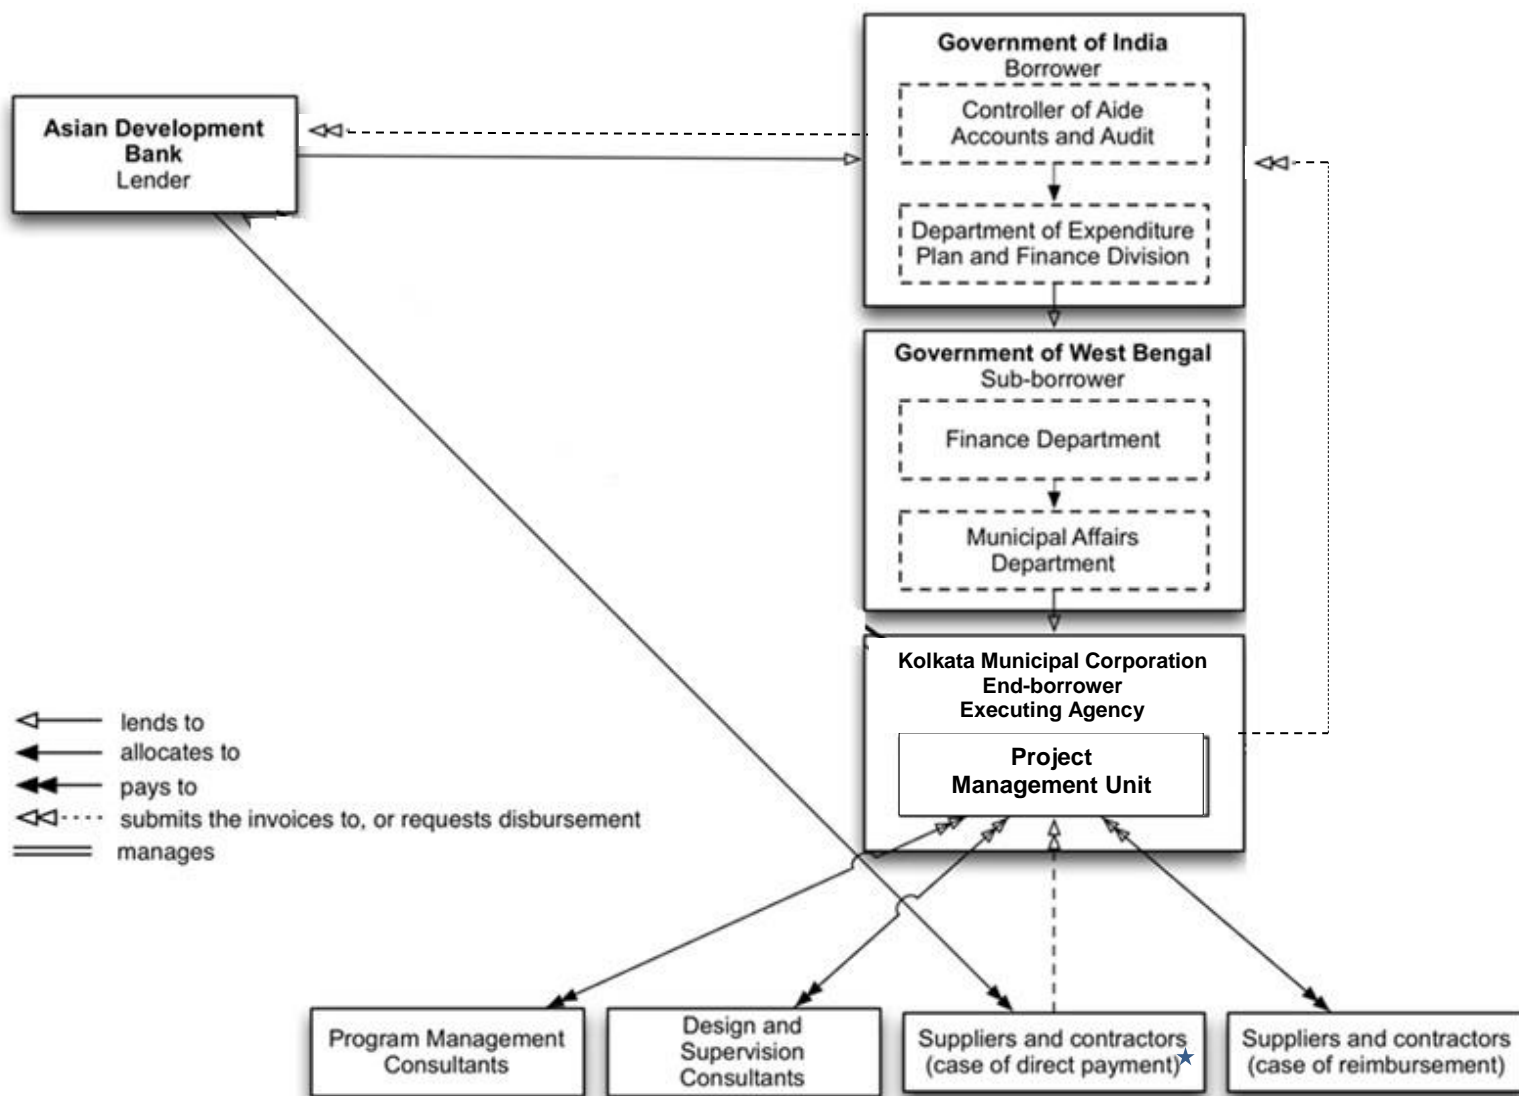 Asian Development
Bank
Lender
Government of India
Borrower
Controller of Aide
Accounts and Audit
Department of Expenditure
Plan and Finance Division
Government of West Bengal
Sub-borrower
Finance Department
Municipal Affairs
Department
Kolkata Municipal Corporation
End-borrower
Executing Agency
Project
Management Unit
lends to
allocates to
pays to
submits the invoices to, or requests disbursement
manages
Program Management
Consultants
Design and
Supervision
Consultants
Suppliers and contractors
(case of direct payment)
Suppliers and contractors
(case of reimbursement)